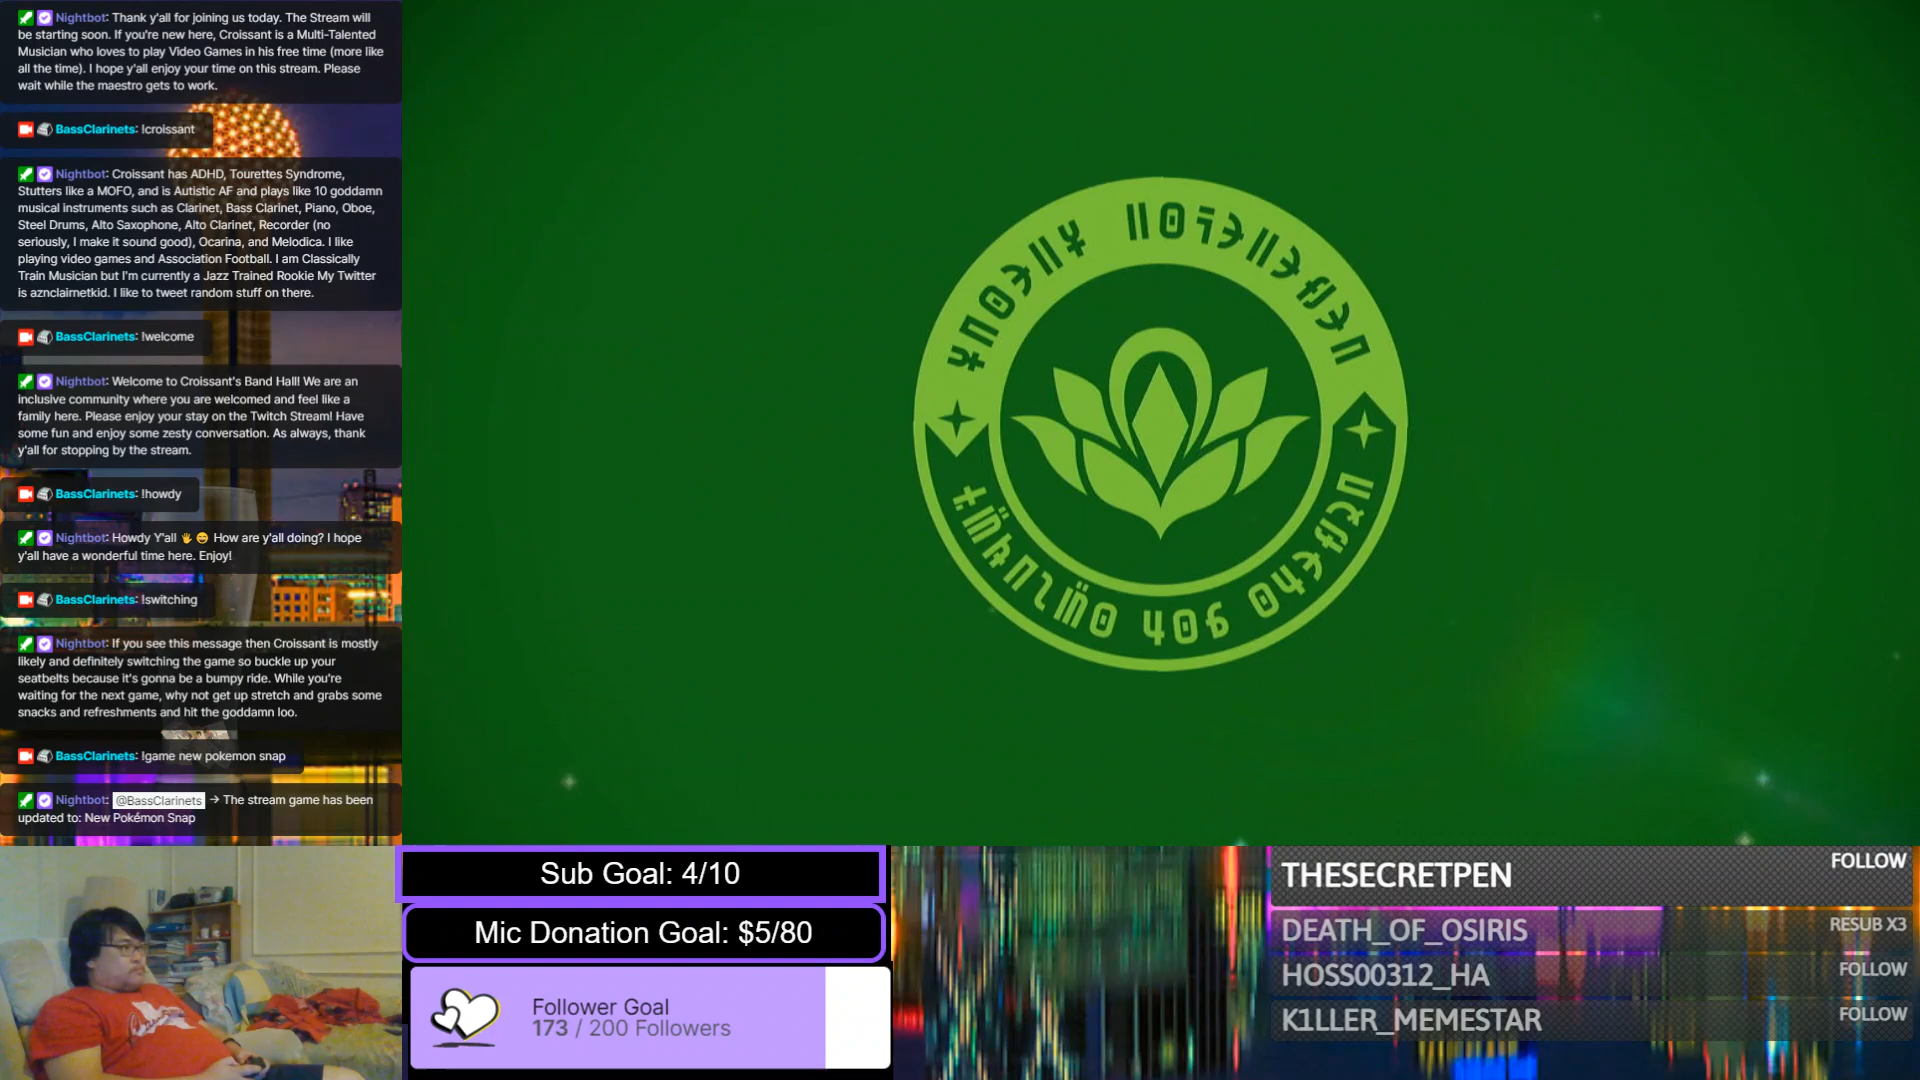 Nightbot: Thank y'all for joining us today. The Stream will
be starting soon. If you're new here, Croissant is a Multi-Talented
Musician who loves to play Video Games in his free time (more like
all the time). I hope y'all enjoy your time on this stream. Please
wait while the maestro gets to work.
BassClarinets: !croissant
Nightbot: Croissant has ADHD, Tourettes Syndrome,
Stutters like a MOFO, and is Autistic AF and plays like 10 goddamn
musical instruments such as Clarinet, Bass Clarinet, Piano, Oboe,
Steel Drums, Alto Saxophone, Alto Clarinet, Recorder (no
seriously, I make it sound good), Ocarina, and Melodica. I like
playing video games and Association Football. I am Classically
Train Musician but I'm currently a Jazz Trained Rookie My Twitter
is aznclairnetkid. I like to tweet random stuff on there.
BassClarinets: !welcome
Nightbot: Welcome to Croissant's Band Hall! We are an
inclusive community where you are welcomed and feel like a
family here. Please enjoy your stay on the Twitch Stream! Have
some fun and enjoy some zesty conversation. As always, thank
y'all for stopping by the stream.
BassClarinets: !howdy
Nightbot: Howdy Y'all 🖐 😄 How are y'all doing? I hope
y'all have a wonderful time here. Enjoy!
BassClarinets: !switching
Nightbot: If you see this message then Croissant is mostly
likely and definitely switching the game so buckle up your
seatbelts because it's gonna be a bumpy ride. While you're
waiting for the next game, why not get up stretch and grabs some
snacks and refreshments and hit the goddamn loo.
BassClarinets: !game new pokemon snap
Nightbot: @BassClarinets → The stream game has been
updated to: New Pokémon Snap
Sub Goal: 4/10
Mic Donation Goal: $5/80
Follower Goal
173 / 200 Followers
THESECRETPEN FOLLOW
DEATH_OF_OSIRIS RESUB X3
HOSS00312_HA FOLLOW
K1LLER_MEMESTAR FOLLOW